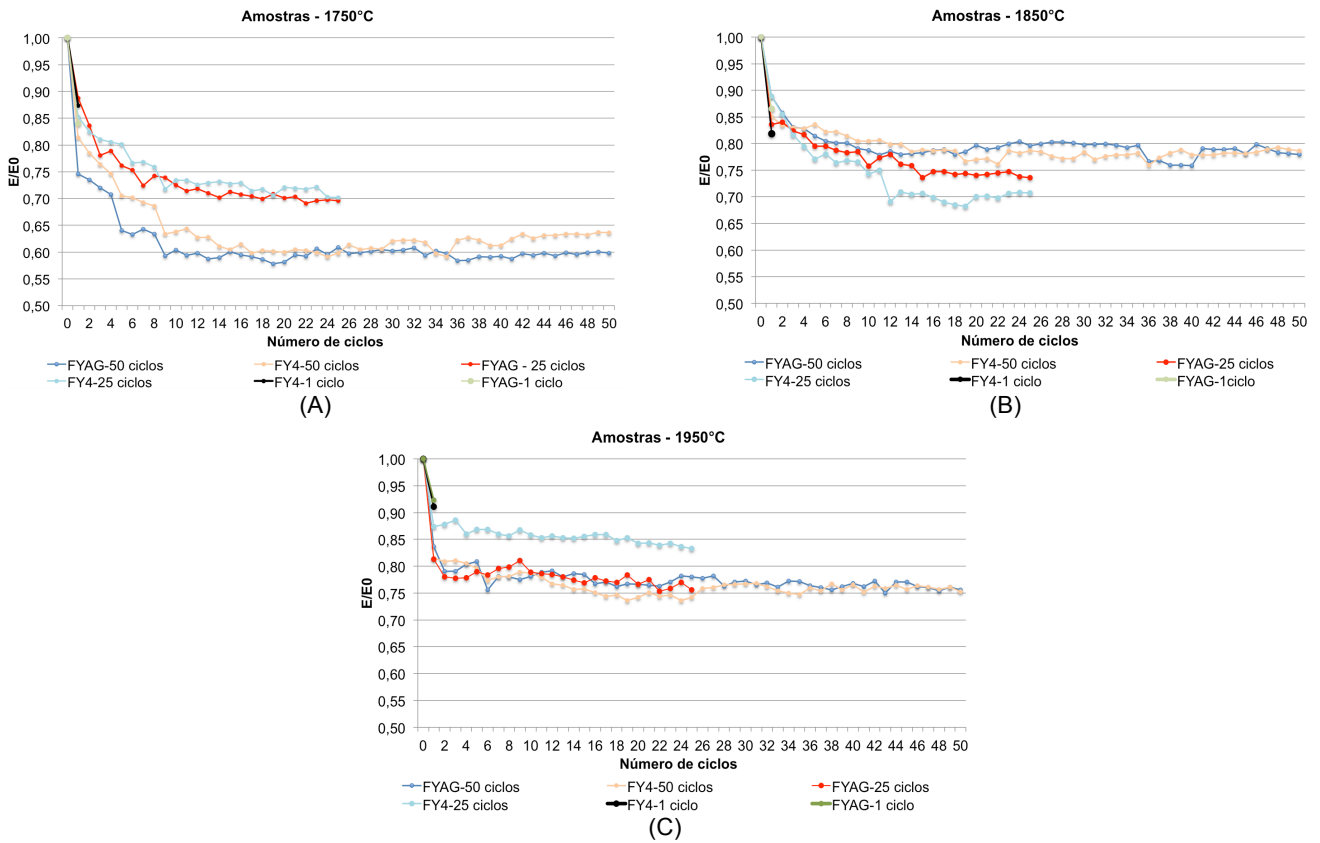 Amostras - 1750°C
1,00
0,95
0,90
0,85
0,80
0,75
0,70
0,65
0,60
0,55
0,50
E/E0
0 2 4 6 8 10 12 14 16 18 20 22 24 26 28 30 32 34 36 38 40 42 44 46 48 50
Número de ciclos
FYAG-50 ciclos FY4-50 ciclos FYAG - 25 ciclos
FY4-25 ciclos FY4-1 ciclo FYAG-1 ciclo
(A)
Amostras - 1850°C
1,00
0,95
0,90
0,85
0,80
0,75
0,70
0,65
0,60
0,55
0,50
E/E0
0 2 4 6 8 10 12 14 16 18 20 22 24 26 28 30 32 34 36 38 40 42 44 46 48 50
Número de ciclos
FYAG-50 ciclos FY4-50 ciclos FYAG-25 ciclos
FY4-25 ciclos FY4-1 ciclo FYAG-1ciclo
(B)
Amostras - 1950°C
1,00
0,95
0,90
0,85
0,80
0,75
0,70
0,65
0,60
0,55
0,50
E/E0
0 2 4 6 8 10 12 14 16 18 20 22 24 26 28 30 32 34 36 38 40 42 44 46 48 50
Número de ciclos
FYAG-50 ciclos FY4-50 ciclos FYAG-25 ciclos
FY4-25 ciclos FY4-1 ciclo FYAG-1 ciclo
(C)